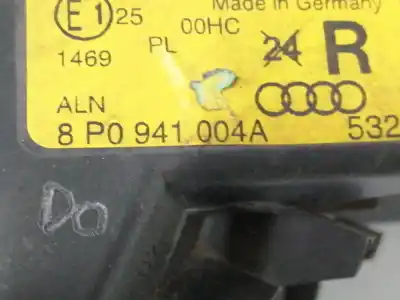 Made in Germany
E1 25
00HC
PL
1469
24 R
ALN
8 P0 941 004A 532
DO